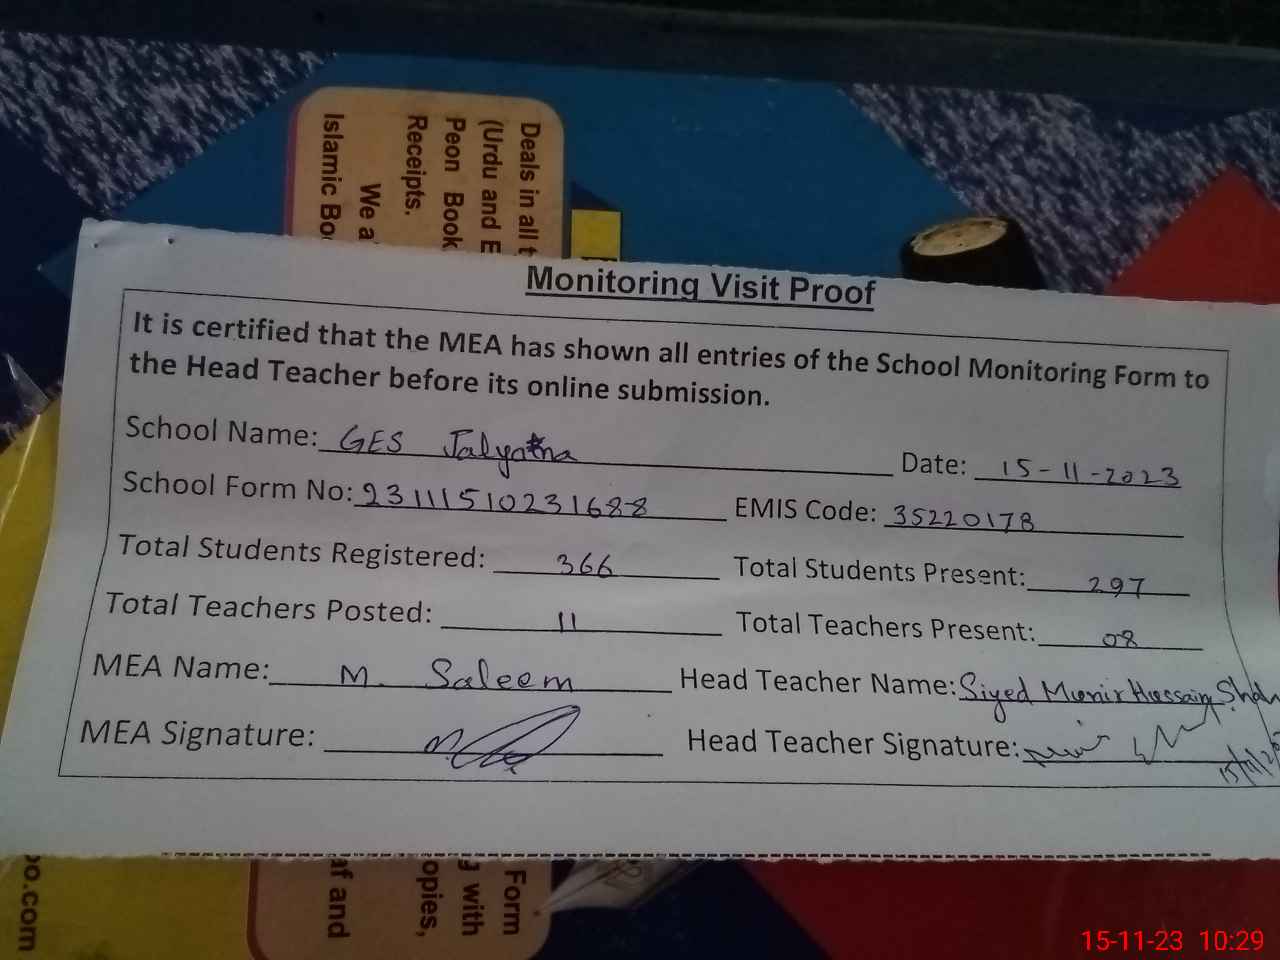 Deals in all t
(Urdu and E
Peon Book
Receipts.
We a
Islamic Bo
Monitoring Visit Proof
It is certified that the MEA has shown all entries of the School Monitoring Form to
the Head Teacher before its online submission.
School Name: GES Jalyatna Date: 15-11-2023
School Form No: 23111510231688 EMIS Code: 35220178
Total Students Registered: 366 Total Students Present: 297
Total Teachers Posted: 11 Total Teachers Present: 08
MEA Name: M. Saleem Head Teacher Name: Siyed Munir Hussain Shah
MEA Signature: Head Teacher Signature:
Form
g with
opies,
af and
oo.com
15-11-23 10:29